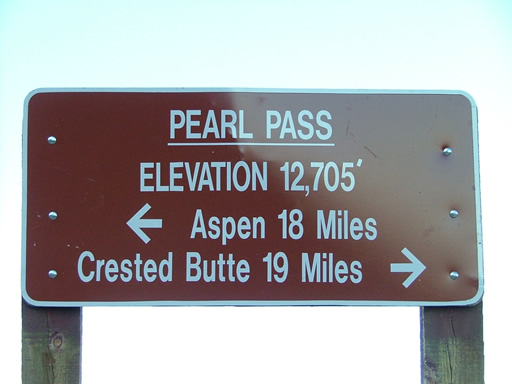 PEARL PASS
ELEVATION 12,705'
← Aspen 18 Miles
Crested Butte 19 Miles →